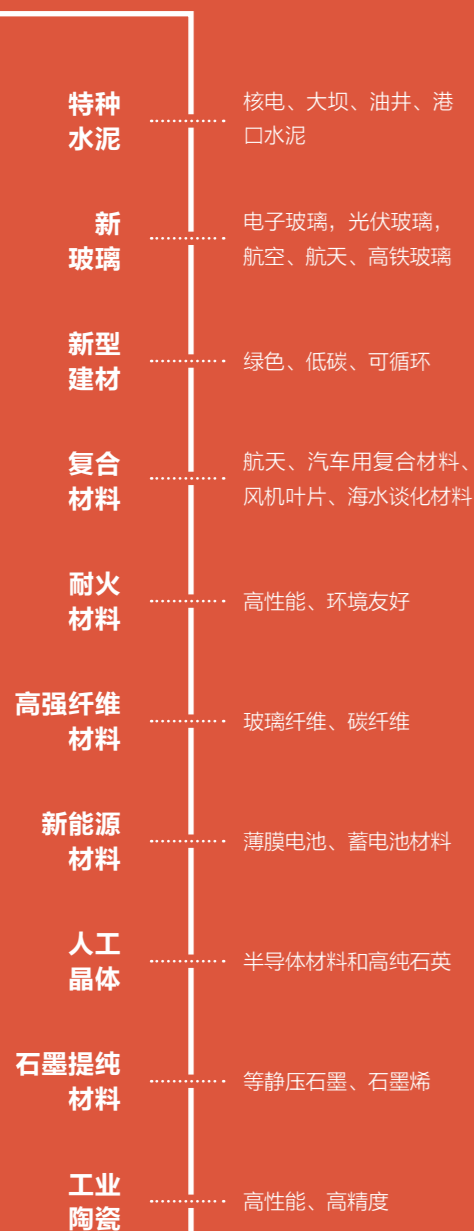 特种
水泥
核电、大坝、油井、港
口水泥
新
玻璃
电子玻璃，光伏玻璃，
航空、航天、高铁玻璃
新型
建材
绿色、低碳、可循环
复合
材料
航天、汽车用复合材料、
风机叶片、海水谈化材料
耐火
材料
高性能、环境友好
高强纤维
材料
玻璃纤维、碳纤维
新能源
材料
薄膜电池、蓄电池材料
人工
晶体
半导体材料和高纯石英
石墨提纯
材料
等静压石墨、石墨烯
工业
陶瓷
高性能、高精度